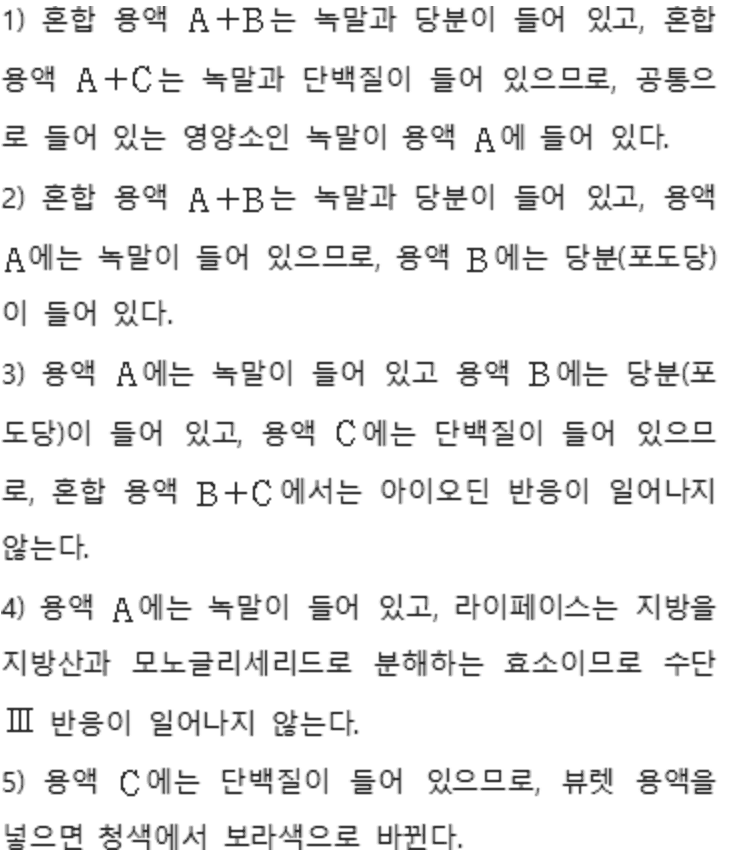 1) 혼합 용액 A+B는 녹말과 당분이 들어 있고, 혼합
용액 A+C는 녹말과 단백질이 들어 있으므로, 공통으
로 들어 있는 영양소인 녹말이 용액 A에 들어 있다.
2) 혼합 용액 A+B는 녹말과 당분이 들어 있고, 용액
A에는 녹말이 들어 있으므로, 용액 B에는 당분(포도당)
이 들어 있다.
3) 용액 A에는 녹말이 들어 있고 용액 B에는 당분(포
도당)이 들어 있고, 용액 C에는 단백질이 들어 있으므
로, 혼합 용액 B+C에서는 아이오딘 반응이 일어나지
않는다.
4) 용액 A에는 녹말이 들어 있고, 라이페이스는 지방을
지방산과 모노글리세리드로 분해하는 효소이므로 수단
Ⅲ 반응이 일어나지 않는다.
5) 용액 C에는 단백질이 들어 있으므로, 뷰렛 용액을
넣으면 청색에서 보라색으로 바뀐다.